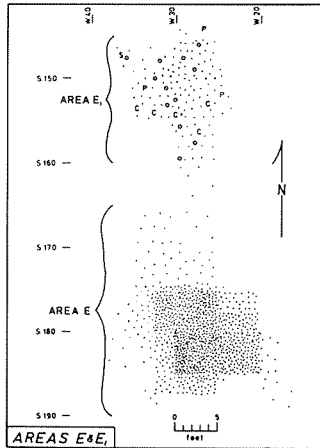 W 40 W 30 W 20
P
S
S 150
P P
AREA E₁
C C C C
C
S 160
N
S 170
AREA E
S 180
0 5
feet
S 190
AREAS E & E₁